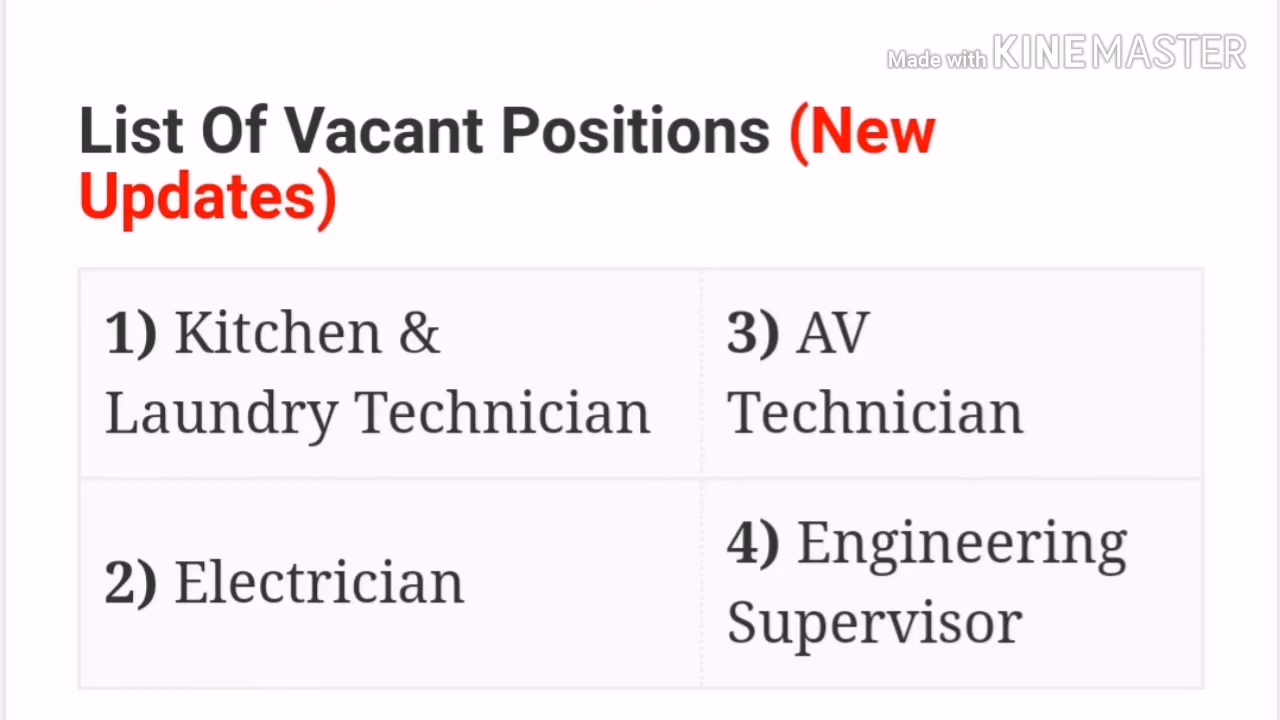 Made with KINEMASTER
List Of Vacant Positions (New
Updates)
1) Kitchen &
Laundry Technician
3) AV
Technician
2) Electrician
4) Engineering
Supervisor